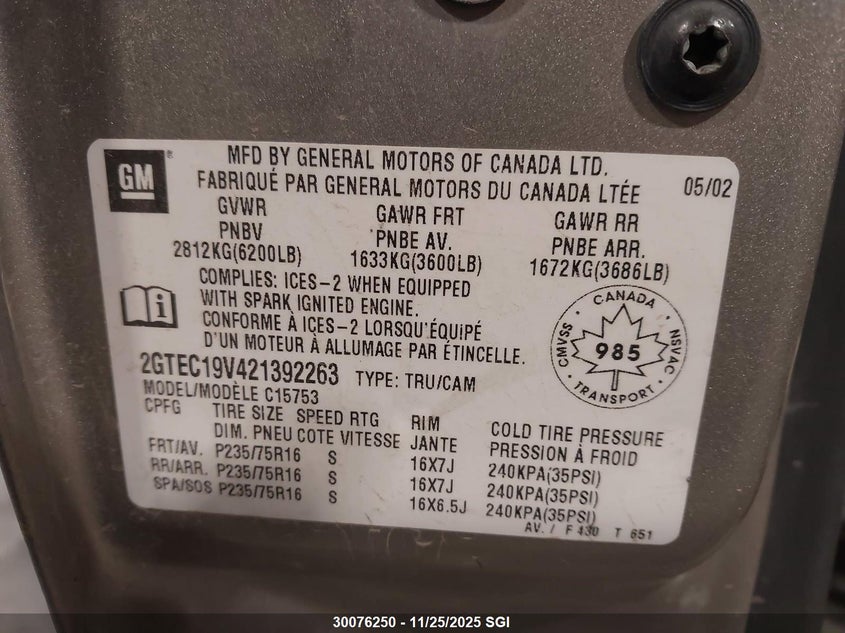 GM
MFD BY GENERAL MOTORS OF CANADA LTD.
FABRIQUÉ PAR GENERAL MOTORS DU CANADA LTÉE
05/02
GVWR GAWR FRT GAWR RR
PNBV PNBE AV. PNBE ARR.
2812KG(6200LB) 1633KG(3600LB) 1672KG(3686LB)
COMPLIES: ICES-2 WHEN EQUIPPED
WITH SPARK IGNITED ENGINE.
CONFORME À ICES-2 LORSQU'ÉQUIPÉ
D'UN MOTEUR À ALLUMAGE PAR ÉTINCELLE.
CANADA
CMVSS 985 NSVAC
TRANSPORT
2GTEC19V421392263 TYPE: TRU/CAM
MODEL/MODÈLE C15753
CPFG TIRE SIZE SPEED RTG RIM COLD TIRE PRESSURE
DIM. PNEU COTE VITESSE JANTE PRESSION À FROID
FRT/AV. P235/75R16 S 16X7J 240KPA(35PSI)
RR/ARR. P235/75R16 S 16X7J 240KPA(35PSI)
SPA/SOS P235/75R16 S 16X6.5J 240KPA(35PSI)
AV. / F 430 T 651
30076250 - 11/25/2025 SGI